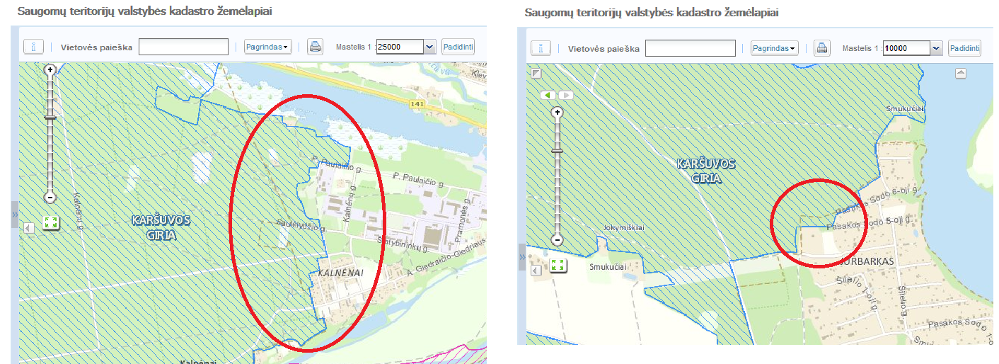 Saugomų teritorijų valstybės kadastro žemėlapiai
Vietovės paieška
Pagrindas
Mastelis 1 : 25000
Padidinti
141
P. Paulaičio g.
P. Paulaičio g.
Kalnėnų g.
Kalnėnų g.
Pramonės g.
KARŠUVOS
GIRIA
Saulėlydžio g.
Statybininkų g.
A. Giedraičio-Giedriaus
KALNĖNAI
Kalnėnai
Saugomų teritorijų valstybės kadastro žemėlapiai
Vietovės paieška
Pagrindas
Mastelis 1 : 10000
Padidinti
Smukučiai
KARŠUVOS
GIRIA
Pasakos Sodo 6-oji g.
Pasakos Sodo 5-oji g.
Jokymiškiai
Smukučiai
JURBARKAS
Šilelio 1-oji g.
Šilelio g.
Pasakos Sodo